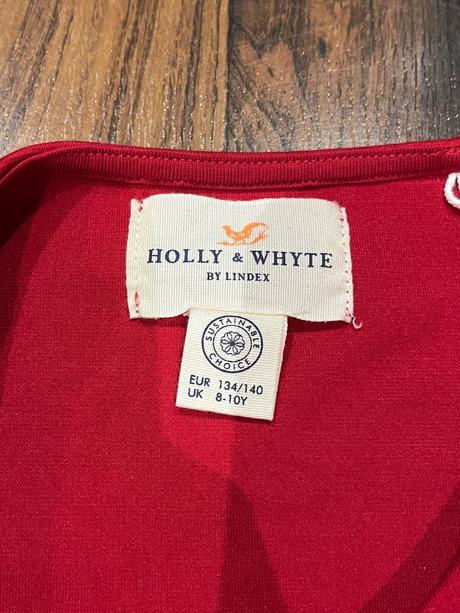 HOLLY & WHYTE
BY LINDEX
SUSTAINABLE
CHOICE
EUR 134/140
UK 8-10Y